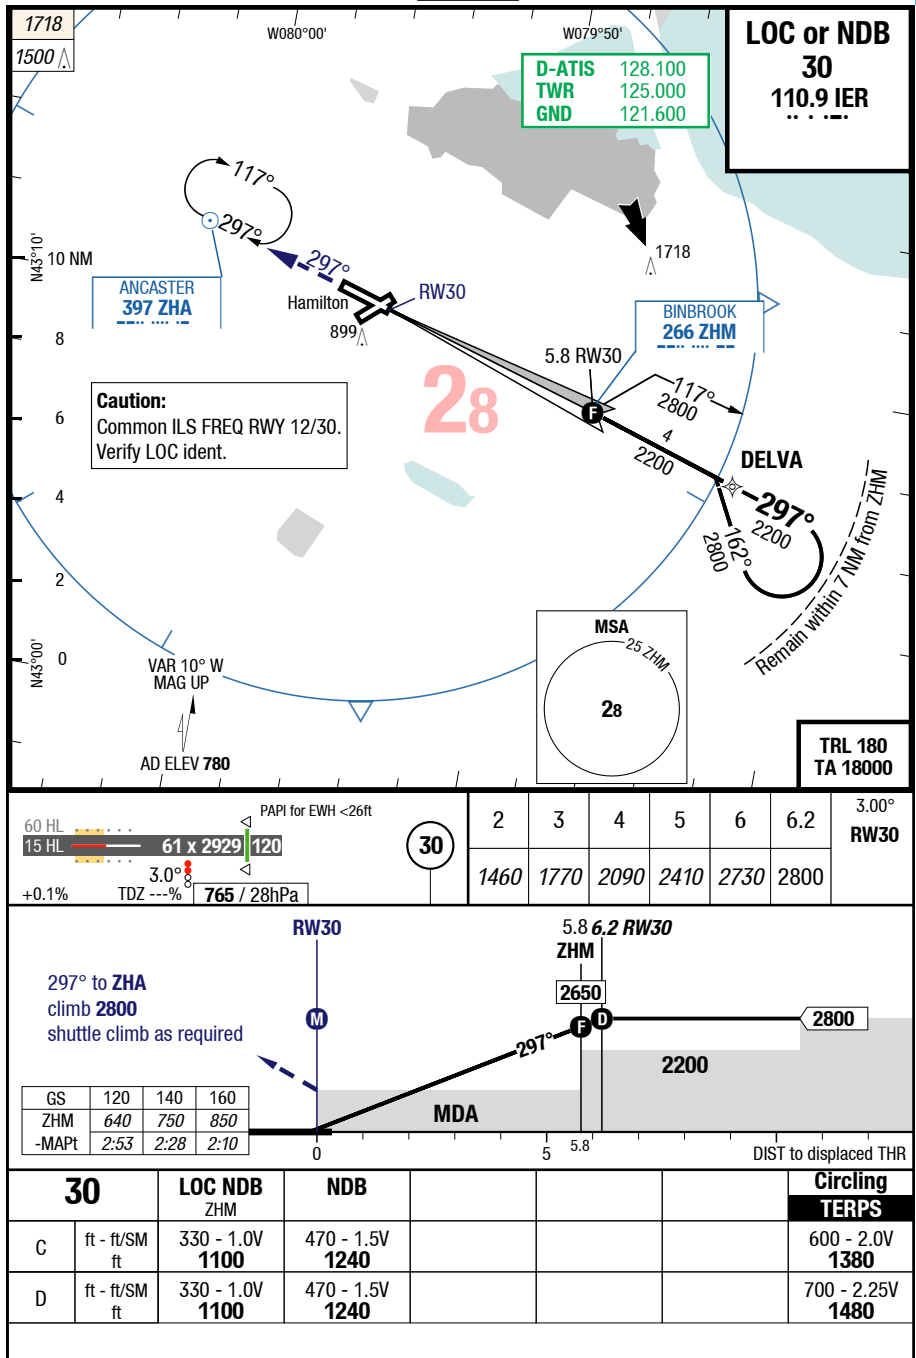 1718
1500
W080°00'
W079°50'
LOC or NDB
30
110.9 IER
D-ATIS 128.100
TWR 125.000
GND 121.600
117°
297°
297°
N43°10'
10 NM
1718
ANCASTER
397 ZHA
Hamilton
RW30
899
BINBROOK
266 ZHM
8
5.8 RW30
28
F
117°
2800
Caution:
Common ILS FREQ RWY 12/30.
Verify LOC ident.
6
4
2200
DELVA
4
297°
2200
162°
2800
Remain within 7 NM from ZHM
2
N43°00'
0
VAR 10° W
MAG UP
AD ELEV 780
MSA
25 ZHM
28
TRL 180
TA 18000
PAPI for EWH <26ft
60 HL
15 HL
61 x 2929 120
3.0°
+0.1%
TDZ ---%
765 / 28hPa
30
2 3 4 5 6 6.2 3.00°
RW30
1460 1770 2090 2410 2730 2800
RW30
5.8 6.2 RW30
ZHM
297° to ZHA
climb 2800
shuttle climb as required
2650
M
F
D
2800
297°
2200
MDA
GS 120 140 160
ZHM 640 750 850
-MAPt 2:53 2:28 2:10
0
5
5.8
DIST to displaced THR
30 LOC NDB NDB Circling
ZHM TERPS
C ft - ft/SM 330 - 1.0V 470 - 1.5V 600 - 2.0V
ft 1100 1240 1380
D ft - ft/SM 330 - 1.0V 470 - 1.5V 700 - 2.25V
ft 1100 1240 1480